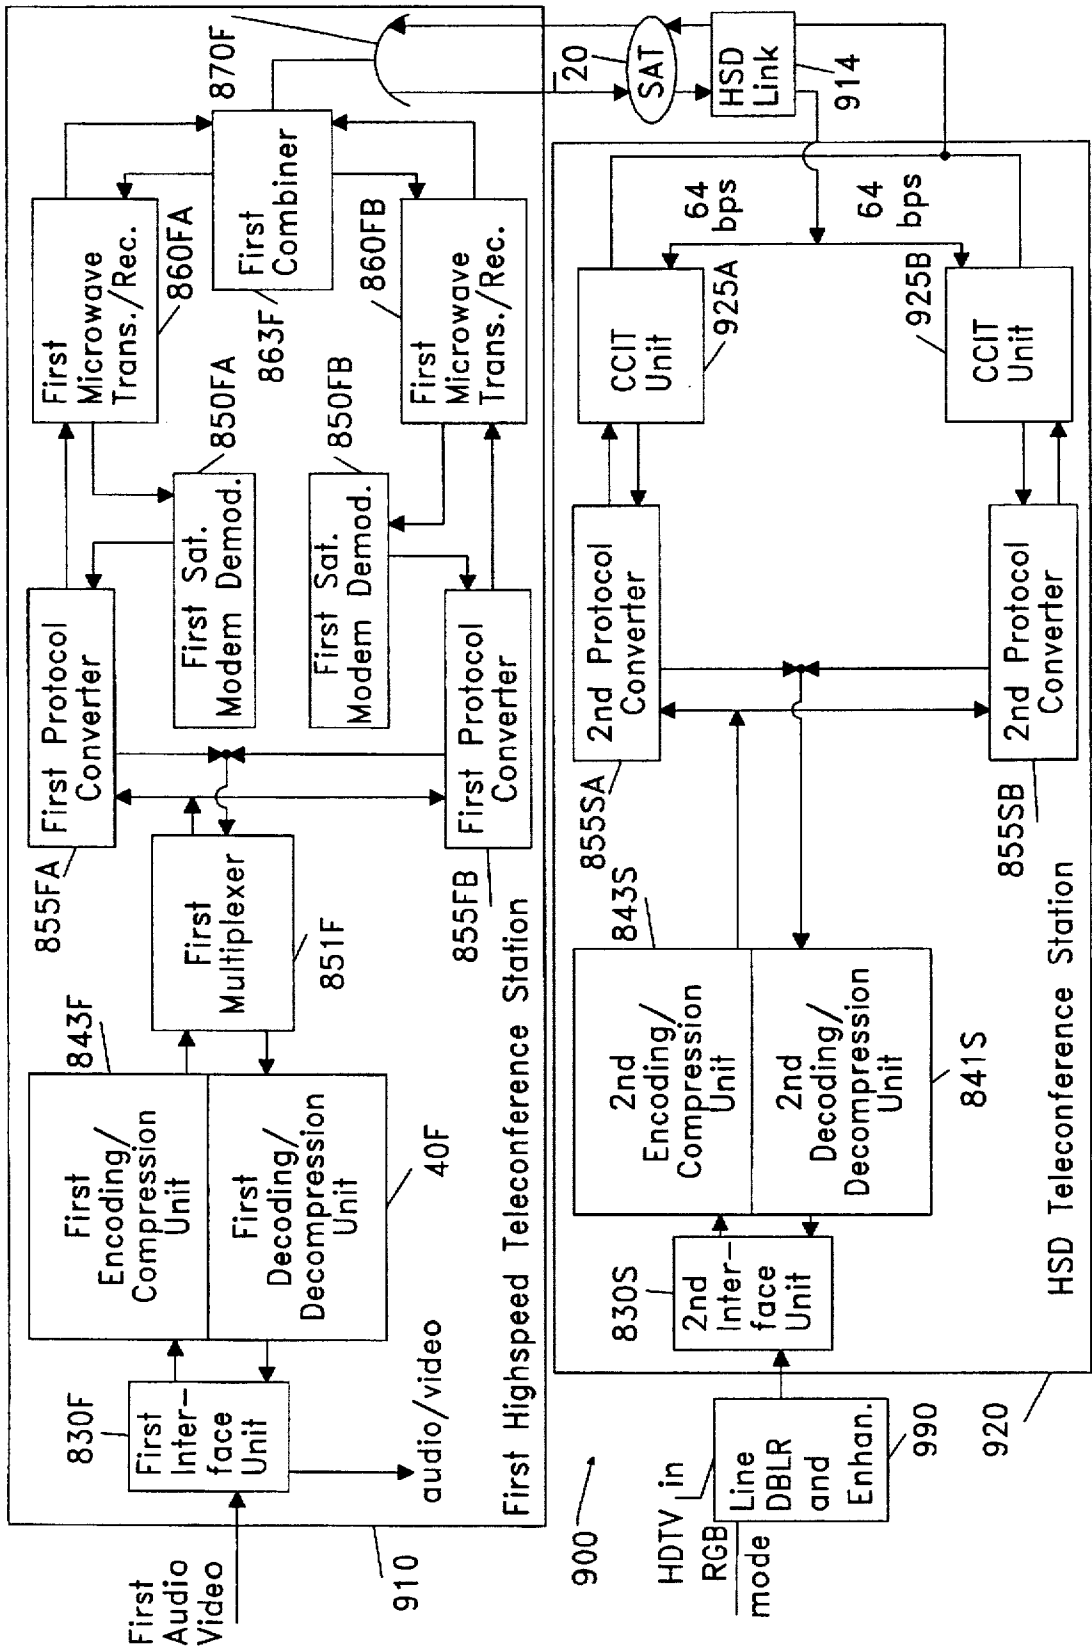 First
Audio
Video
910
830F
First
Inter-
face
Unit
audio/video
First
Encoding/
Compression
Unit
843F
First
Decoding/
Decompression
Unit
40F
First
Multiplexer
851F
855FA
First Protocol
Converter
855FB
First Protocol
Converter
First Sat.
Modem Demod.
850FA
First Sat.
Modem Demod.
850FB
First
Microwave
Trans./Rec.
860FA
First
Microwave
Trans./Rec.
860FB
First
Combiner
863F
870F
First Highspeed Teleconference Station
20
SAT
HSD
Link
914
900
HDTV in
RGB
mode
Line
DBLR
and
Enhan.
990
920
830S
2nd
Inter-
face
Unit
2nd
Encoding/
Compression
Unit
843S
2nd
Decoding/
Decompression
Unit
841S
855SA
2nd Protocol
Converter
855SB
2nd Protocol
Converter
CCIT
Unit
925A
CCIT
Unit
925B
64
bps
64
bps
HSD Teleconference Station